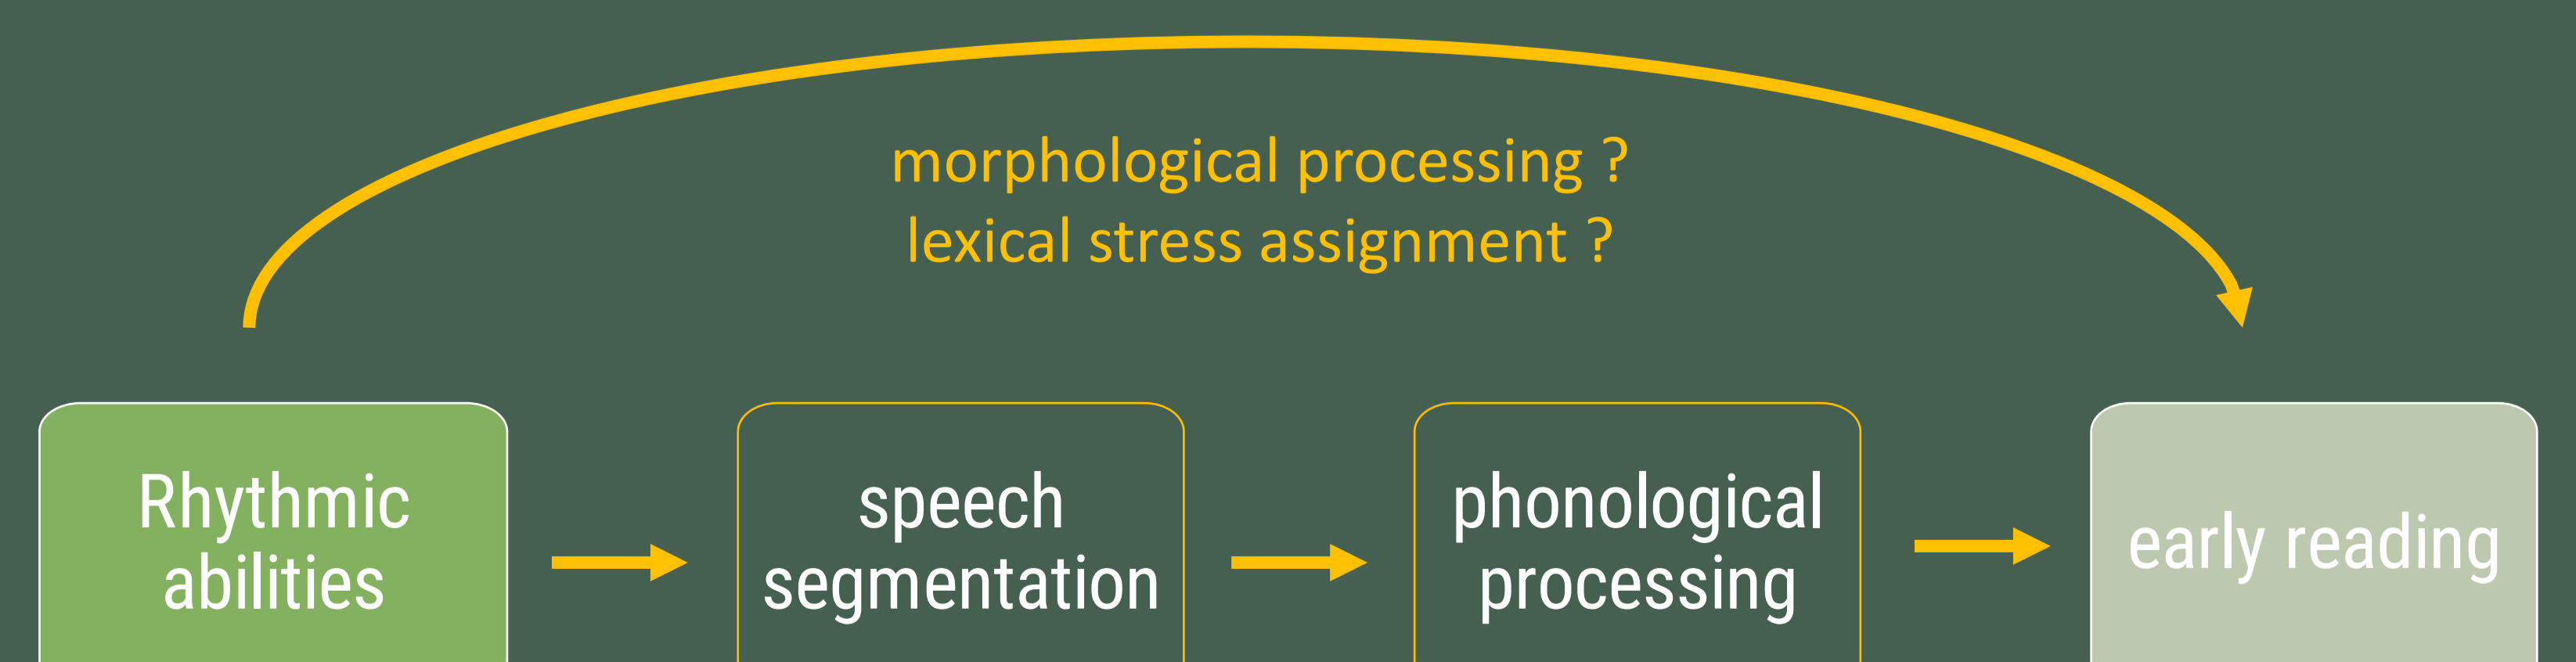 morphological processing ?
lexical stress assignment ?
Rhythmic
abilities
speech
segmentation
phonological
processing
early reading